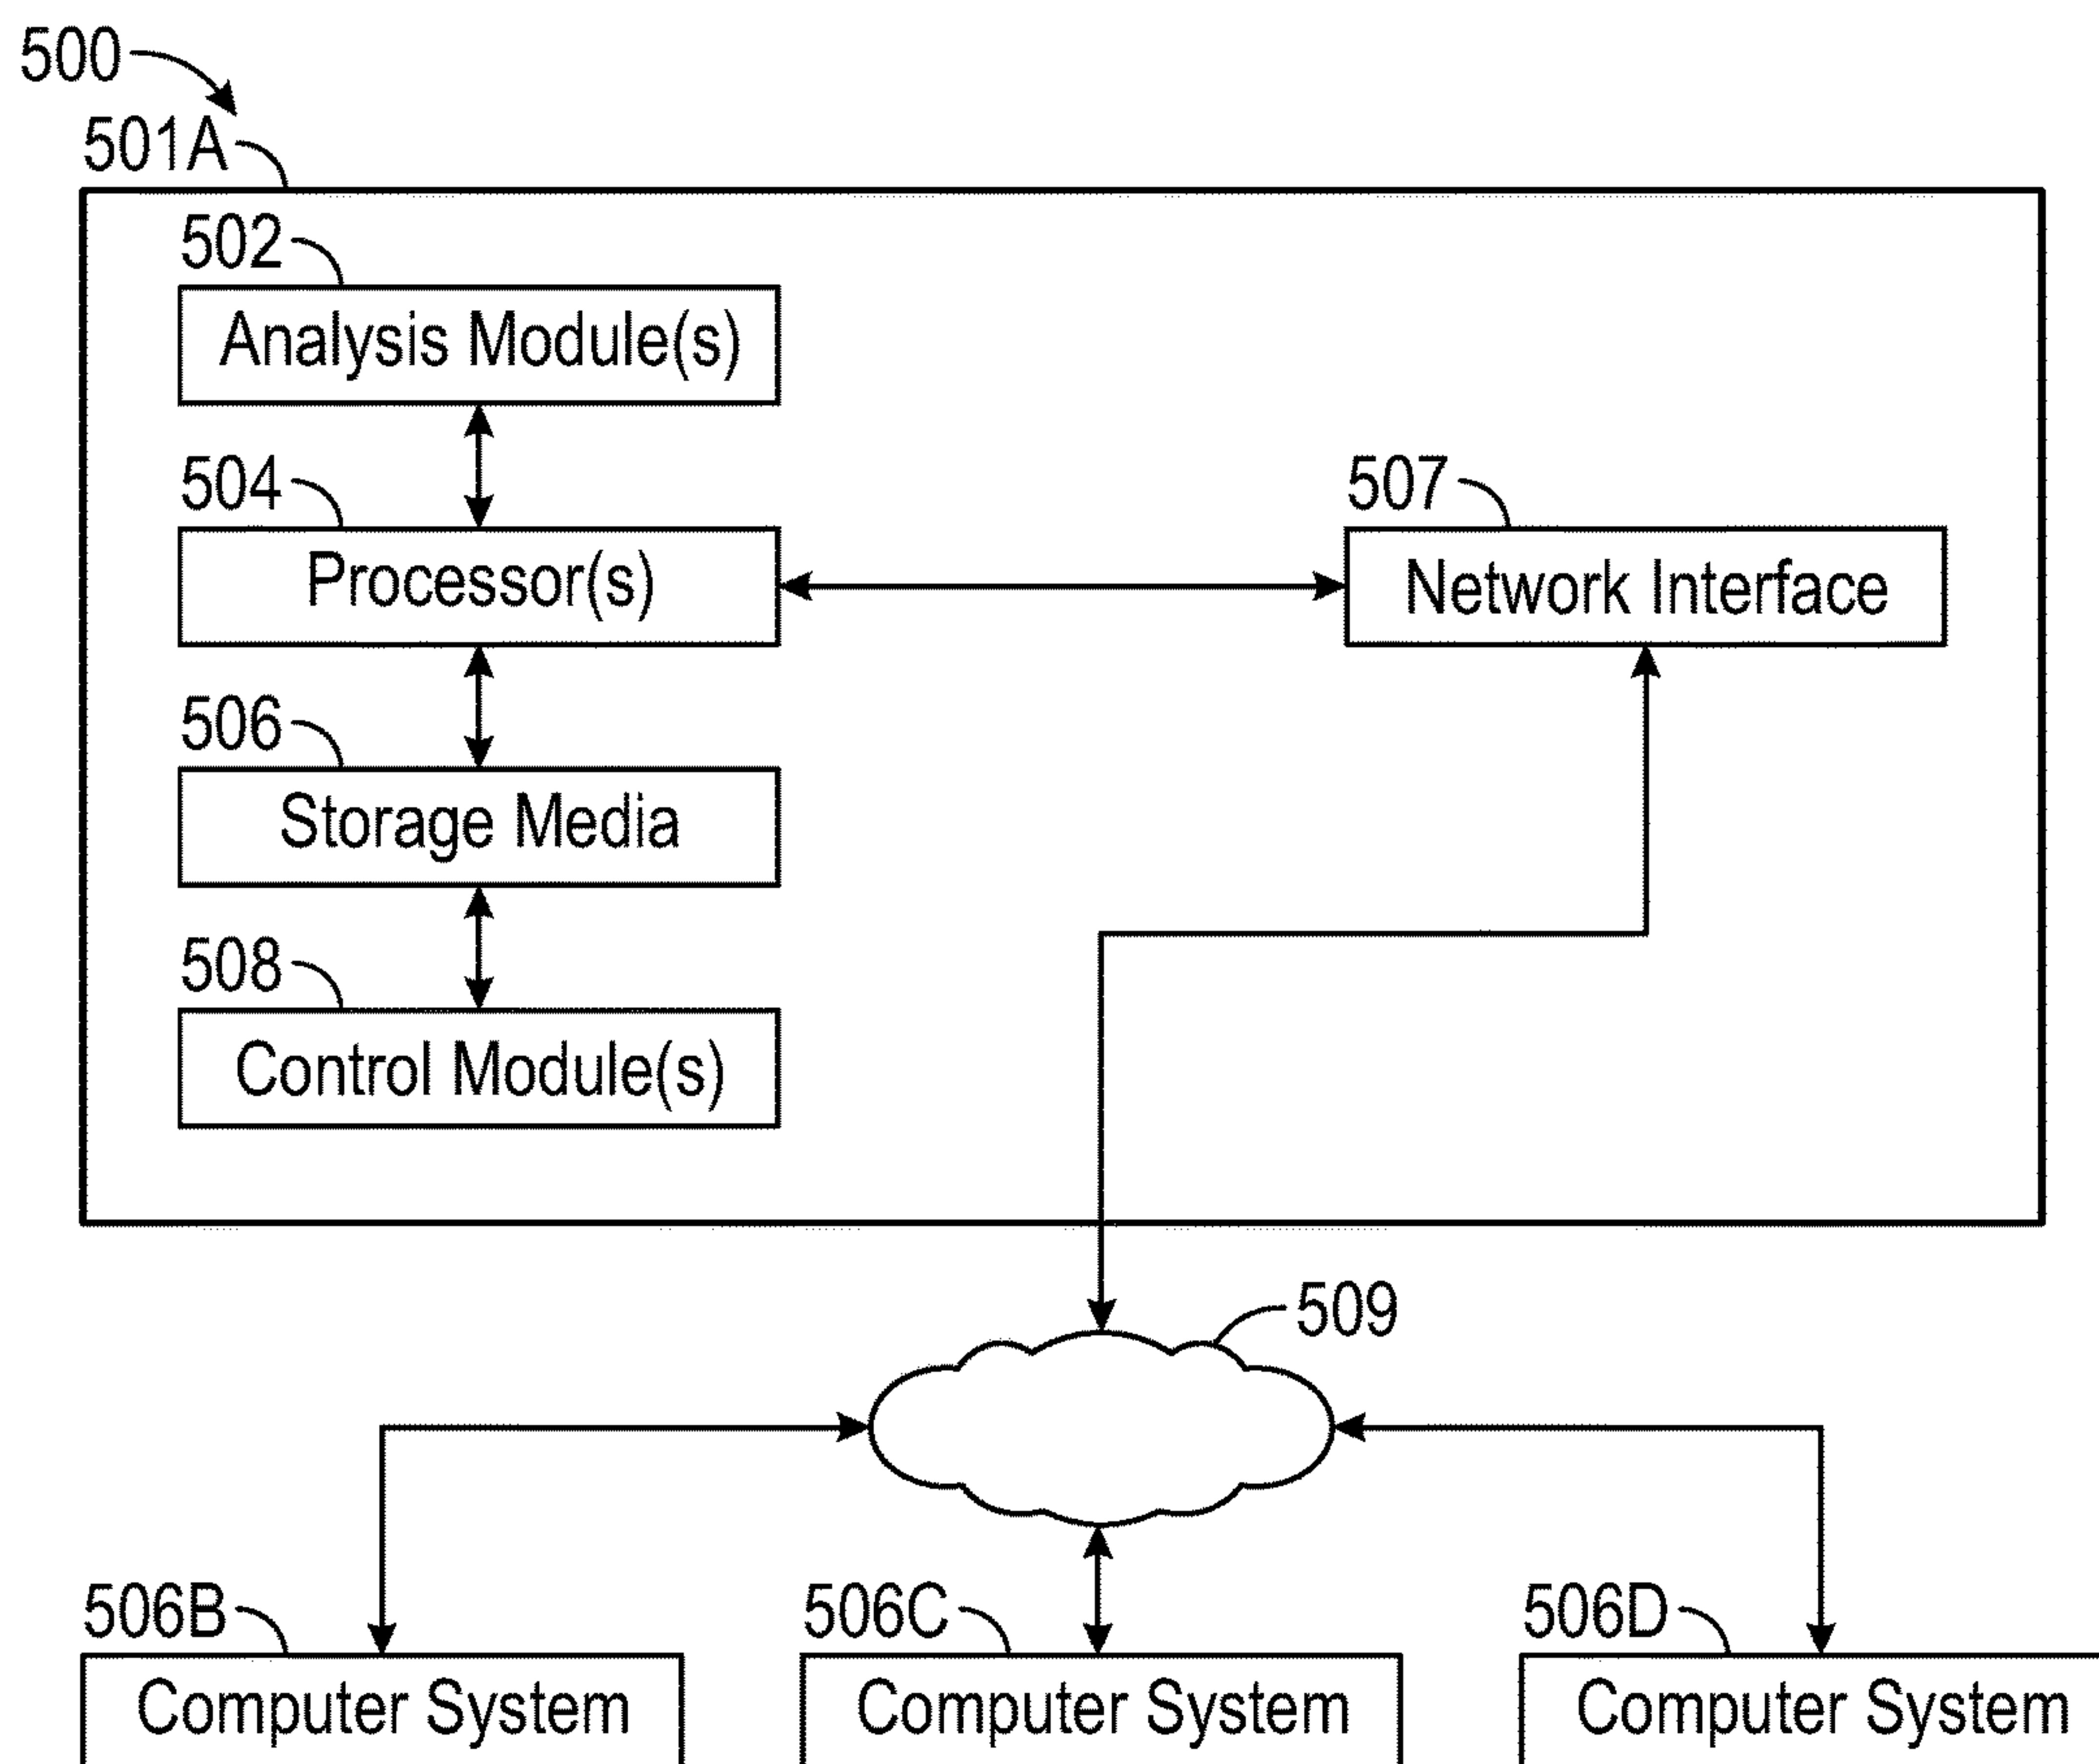 500
501A
502
Analysis Module(s)
504
Processor(s)
507
Network Interface
506
Storage Media
508
Control Module(s)
509
506B
Computer System
506C
Computer System
506D
Computer System